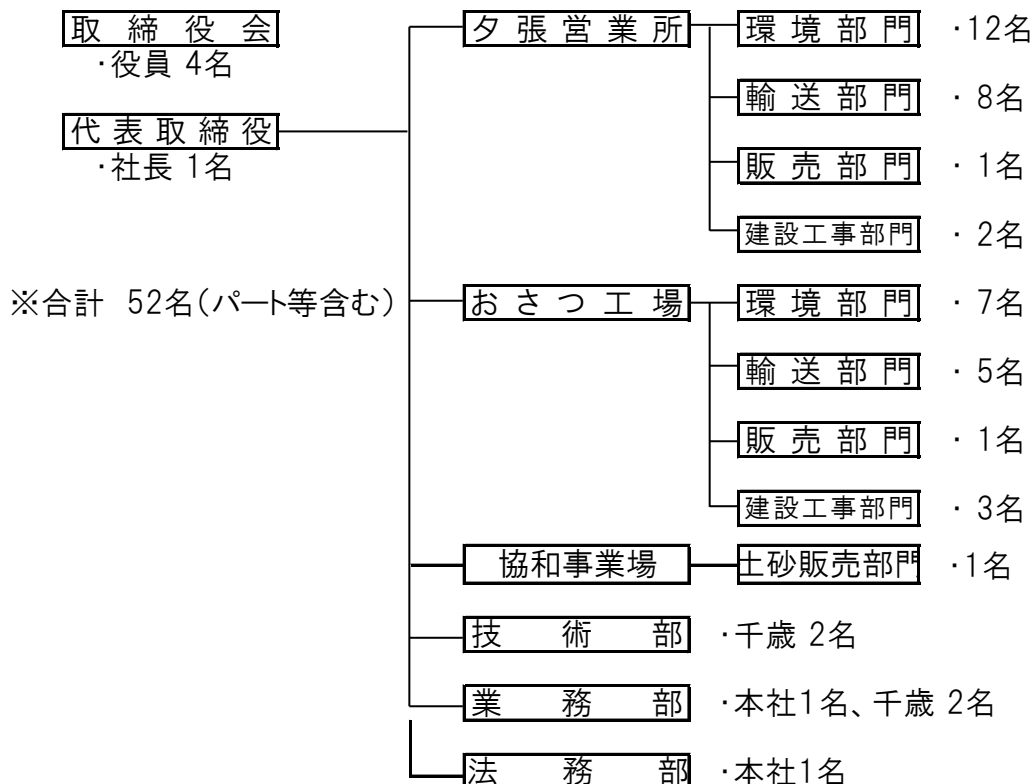 取締役会
・役員 4名
代表取締役
・社長 1名
※合計 52名(パート等含む)
夕張営業所
環境部門 ・12名
輸送部門 ・8名
販売部門 ・1名
建設工事部門 ・2名
おさつ工場
環境部門 ・7名
輸送部門 ・5名
販売部門 ・1名
建設工事部門 ・3名
協和事業場 土砂販売部門 ・1名
技術部 ・千歳 2名
業務部 ・本社1名、千歳 2名
法務部 ・本社1名